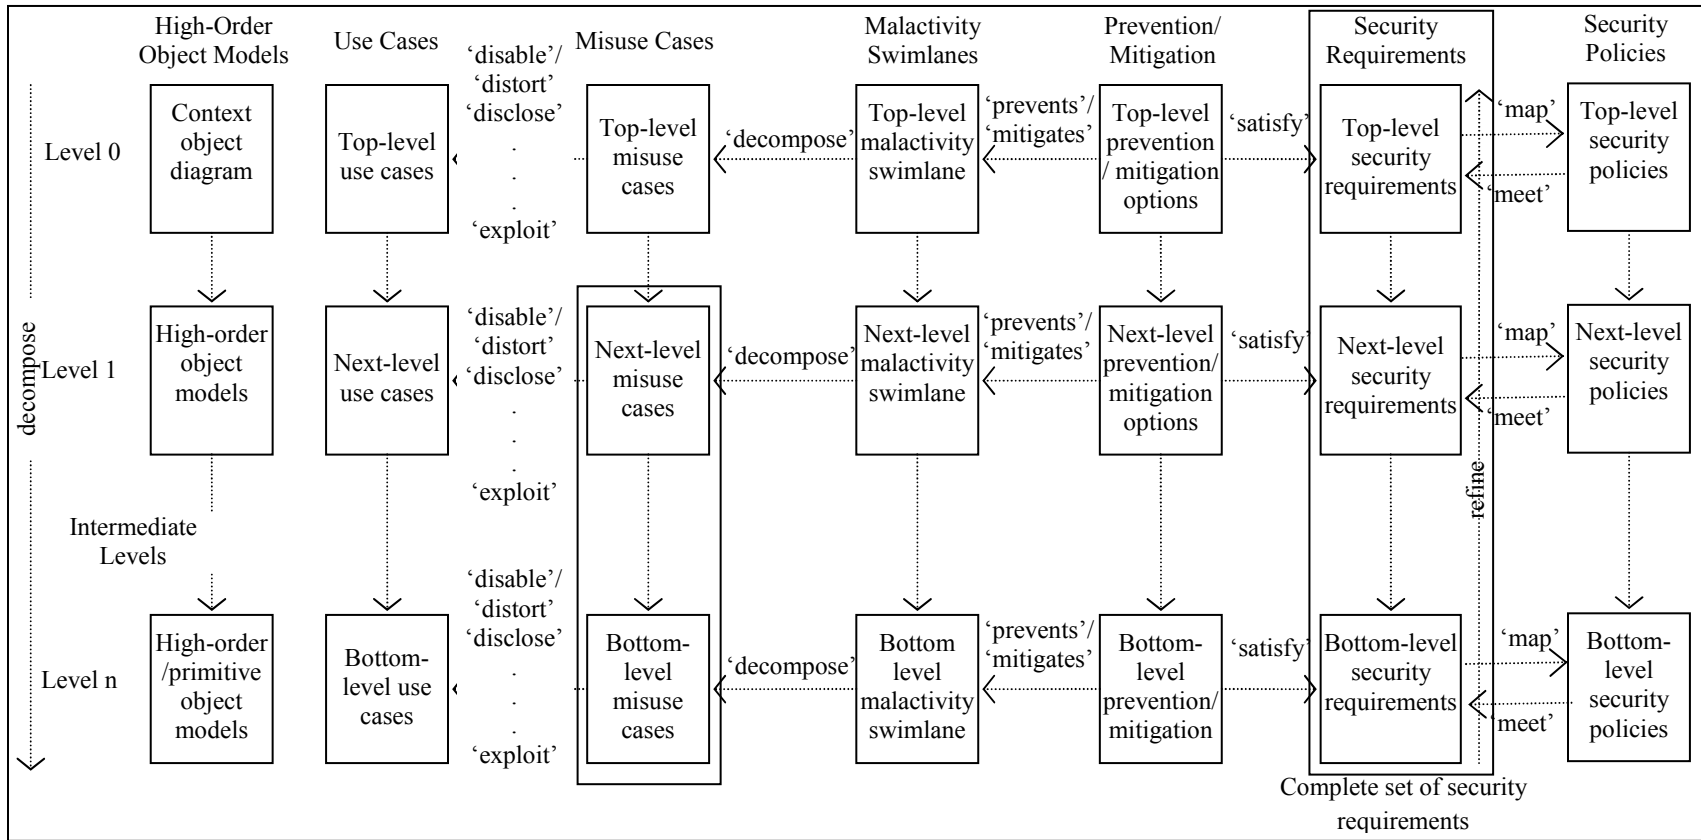 High-Order
Object Models
Use Cases
‘disable’/
‘distort’
‘disclose’
.
.
.
‘exploit’
Misuse Cases
Malactivity
Swimlanes
Prevention/
Mitigation
Security
Requirements
Security
Policies
Level 0
Context
object
diagram
Top-level
use cases
Top-level
misuse
cases
‘decompose’
Top-level
malactivity
swimlane
‘prevents’/
‘mitigates’
Top-level
prevention
/ mitigation
options
‘satisfy’
Top-level
security
requirements
‘map’
‘meet’
Top-level
security
policies
decompose
Level 1
High-order
object
models
Next-level
use cases
‘disable’/
‘distort’
‘disclose’
.
.
.
‘exploit’
Next-level
misuse
cases
‘decompose’
Next-level
malactivity
swimlane
‘prevents’/
‘mitigates’
Next-level
prevention/
mitigation
options
‘satisfy’
Next-level
security
requirements
‘map’
‘meet’
Next-level
security
policies
refine
Intermediate
Levels
Level n
High-order
/primitive
object
models
Bottom-
level use
cases
‘disable’/
‘distort’
‘disclose’
.
.
.
‘exploit’
Bottom-
level
misuse
cases
‘decompose’
Bottom
level
malactivity
swimlane
‘prevents’/
‘mitigates’
Bottom-
level
prevention/
mitigation
‘satisfy’
Bottom-level
security
requirements
‘map’
‘meet’
Bottom-
level
security
policies
Complete set of security
requirements